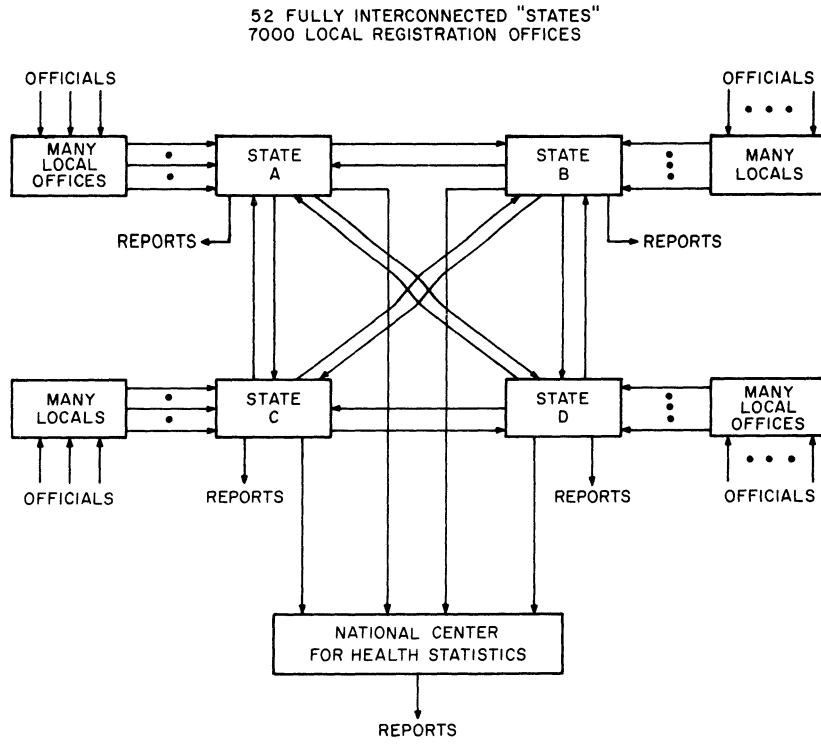 52 FULLY INTERCONNECTED "STATES"
7000 LOCAL REGISTRATION OFFICES
OFFICIALS
OFFICIALS
MANY
LOCAL
OFFICES
STATE
A
STATE
B
MANY
LOCALS
REPORTS
REPORTS
MANY
LOCALS
STATE
C
STATE
D
MANY
LOCAL
OFFICES
OFFICIALS
REPORTS
REPORTS
OFFICIALS
NATIONAL CENTER
FOR HEALTH STATISTICS
REPORTS